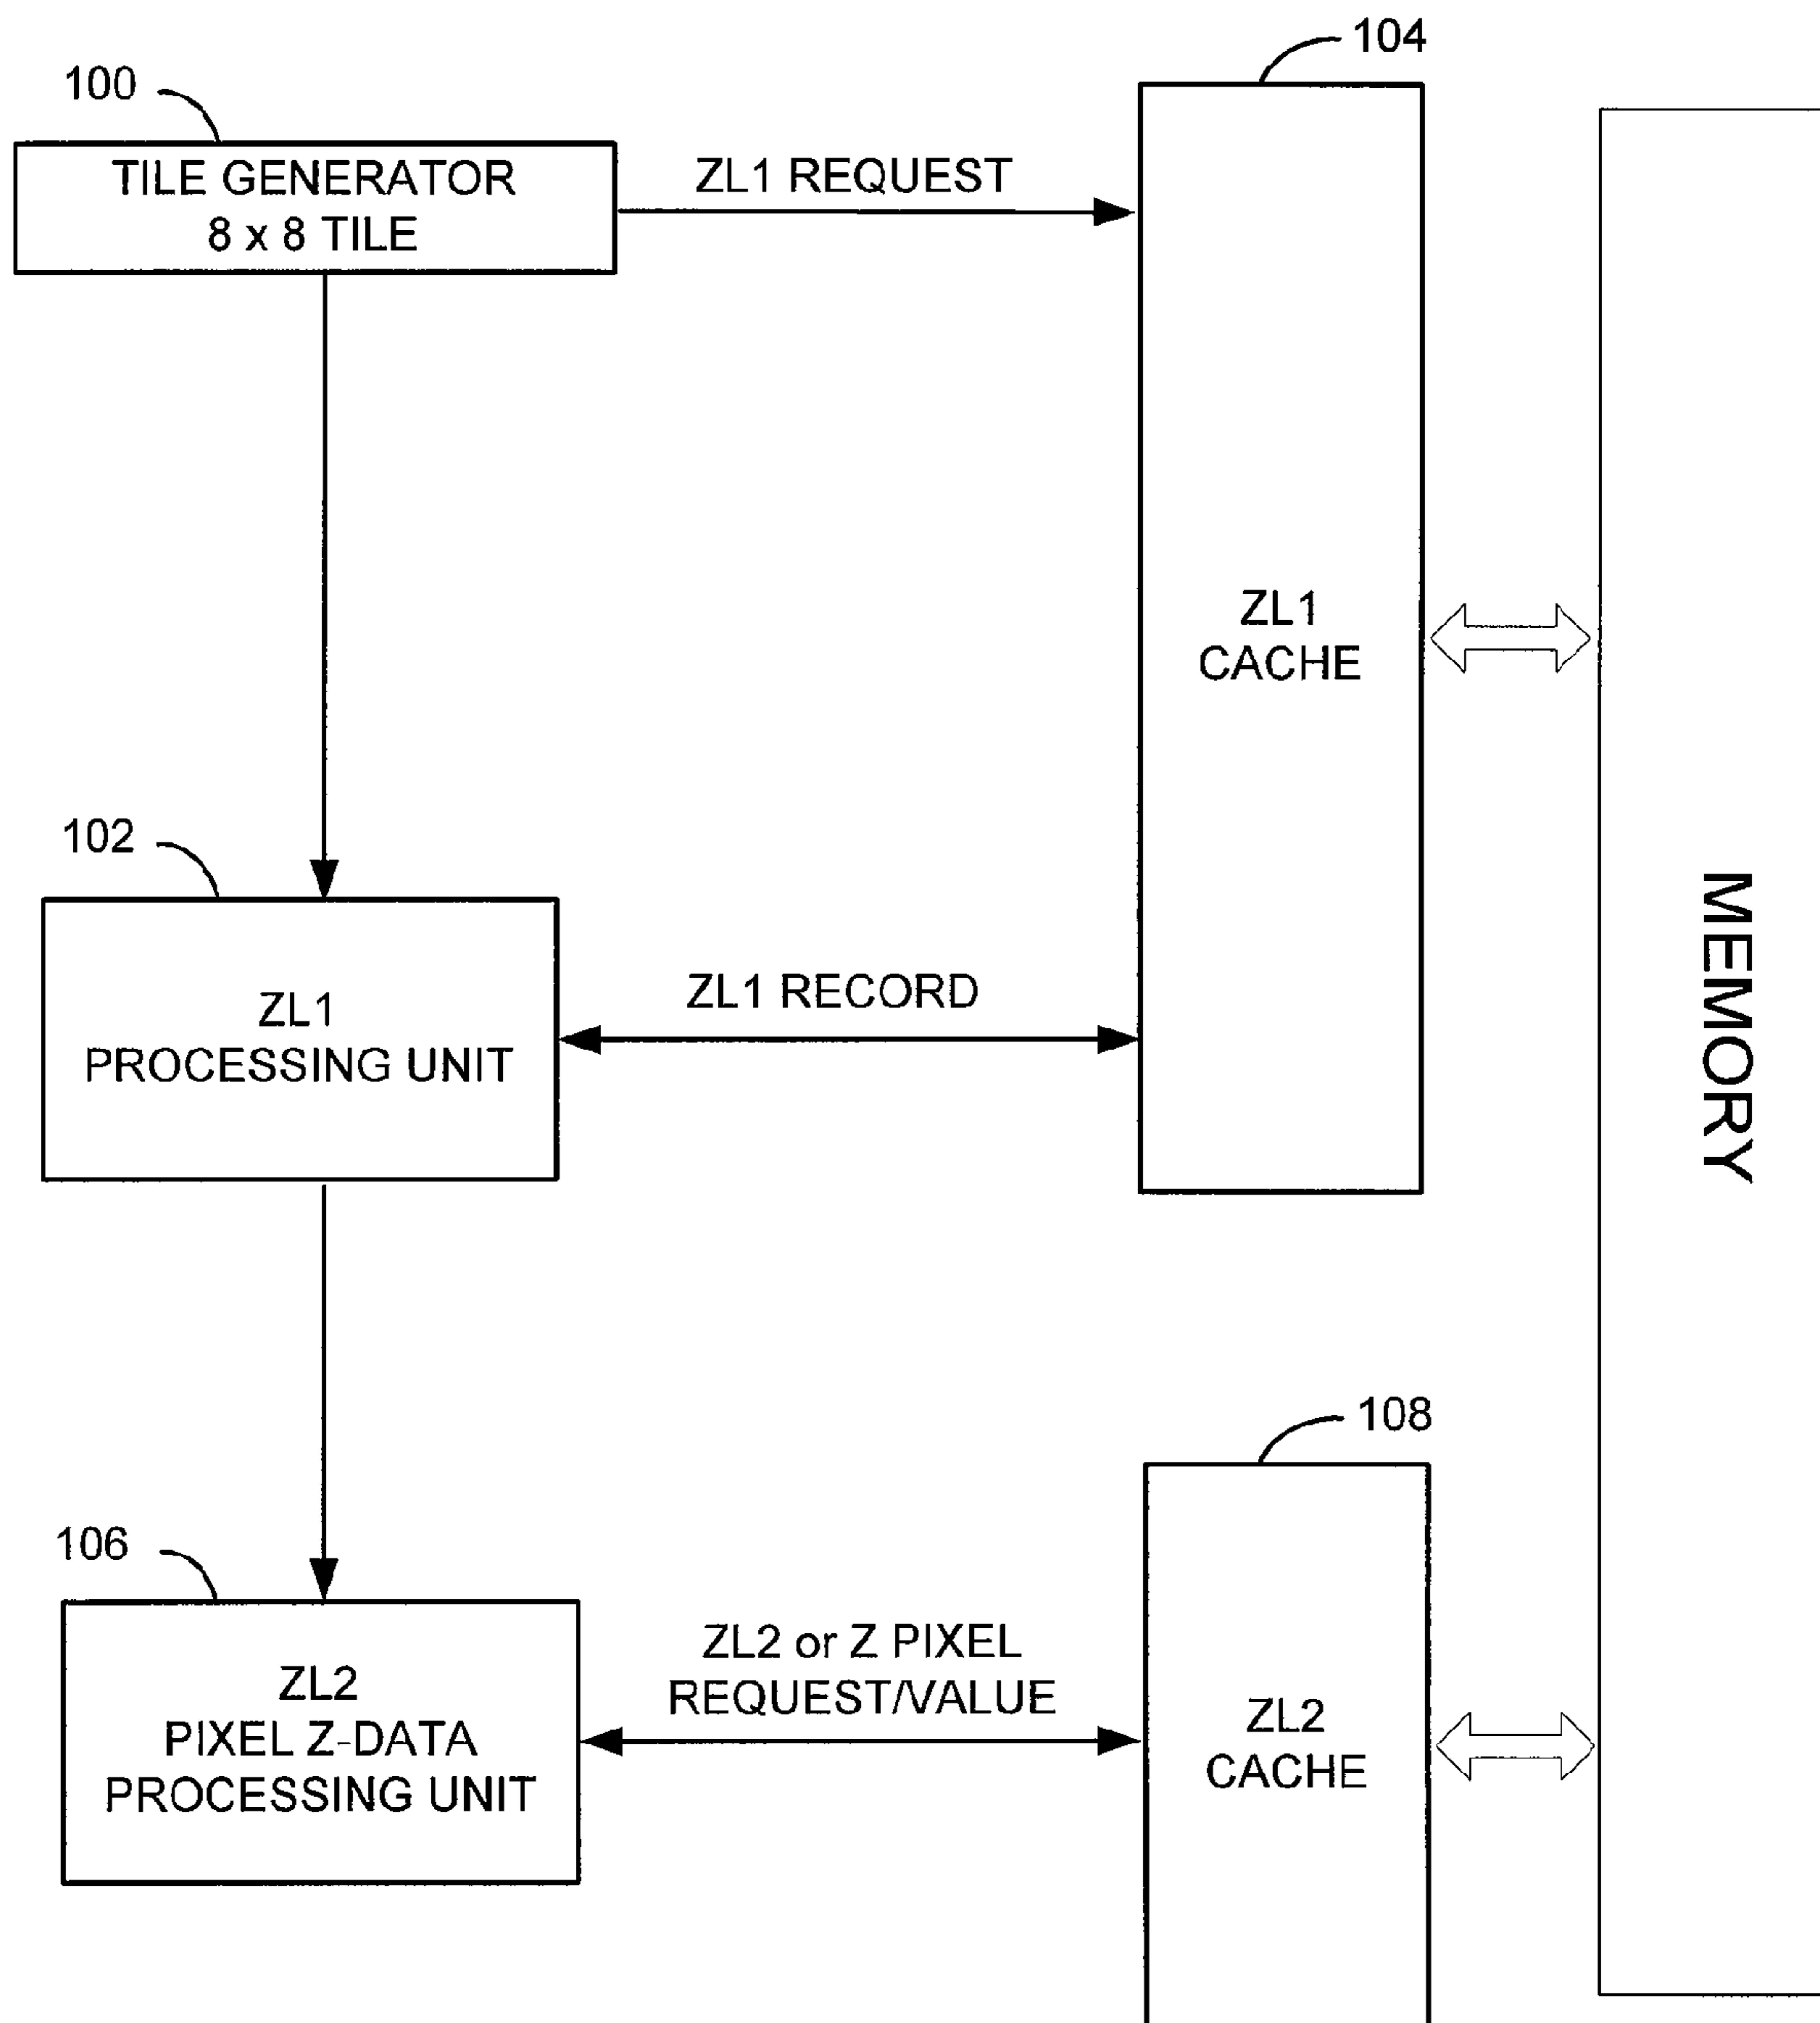 104
100
TILE GENERATOR
8 x 8 TILE
ZL1 REQUEST
ZL1
CACHE
102
ZL1
PROCESSING UNIT
ZL1 RECORD
MEMORY
108
106
ZL2
PIXEL Z-DATA
PROCESSING UNIT
ZL2 or Z PIXEL
REQUEST/VALUE
ZL2
CACHE